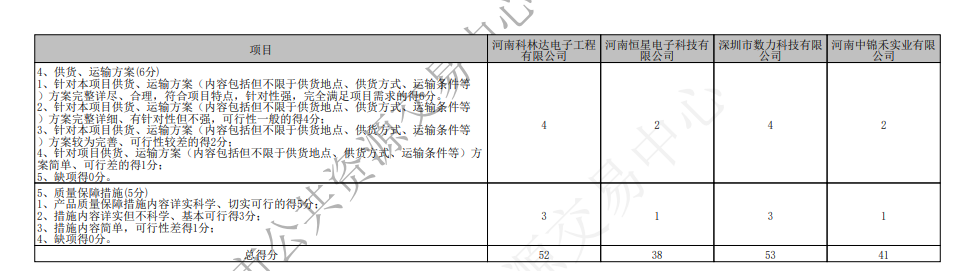 项目 河南科林达电子工程有限公司 河南恒星电子科技有限公司 深圳市数力科技有限公司 河南中锦禾实业有限公司
4、供货、运输方案(6分)
1、针对本项目供货、运输方案（内容包括但不限于供货地点、供货方式、运输条件等
）方案完整详尽、合理，符合项目特点，针对性强，完全满足项目需求的得6分。
2、针对本项目供货、运输方案（内容包括但不限于供货地点、供货方式、运输条件等
）方案完整详细、有针对性但不强，可行性一般的得4分；
3、针对本项目供货、运输方案（内容包括但不限于供货地点、供货方式、运输条件等
）方案较为完善、可行性较差的得2分；
4、针对项目供货、运输方案（内容包括但不限于供货地点、供货方式、运输条件等）方
案简单、可行差的得1分；
5、缺项得0分。
4 2 4 2
5、质量保障措施(5分)
1、产品质量保障措施内容详实科学、切实可行的得5分；
2、措施内容详实但不科学、基本可行得3分；
3、措施内容简单，可行性差得1分；
4、缺项得0分。
3 1 3 1
总得分 52 38 53 41
市公共资源交易中心
源交易中心